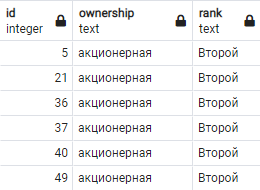 id ownership rank
integer text text
5 акционерная Второй
21 акционерная Второй
36 акционерная Второй
37 акционерная Второй
40 акционерная Второй
49 акционерная Второй